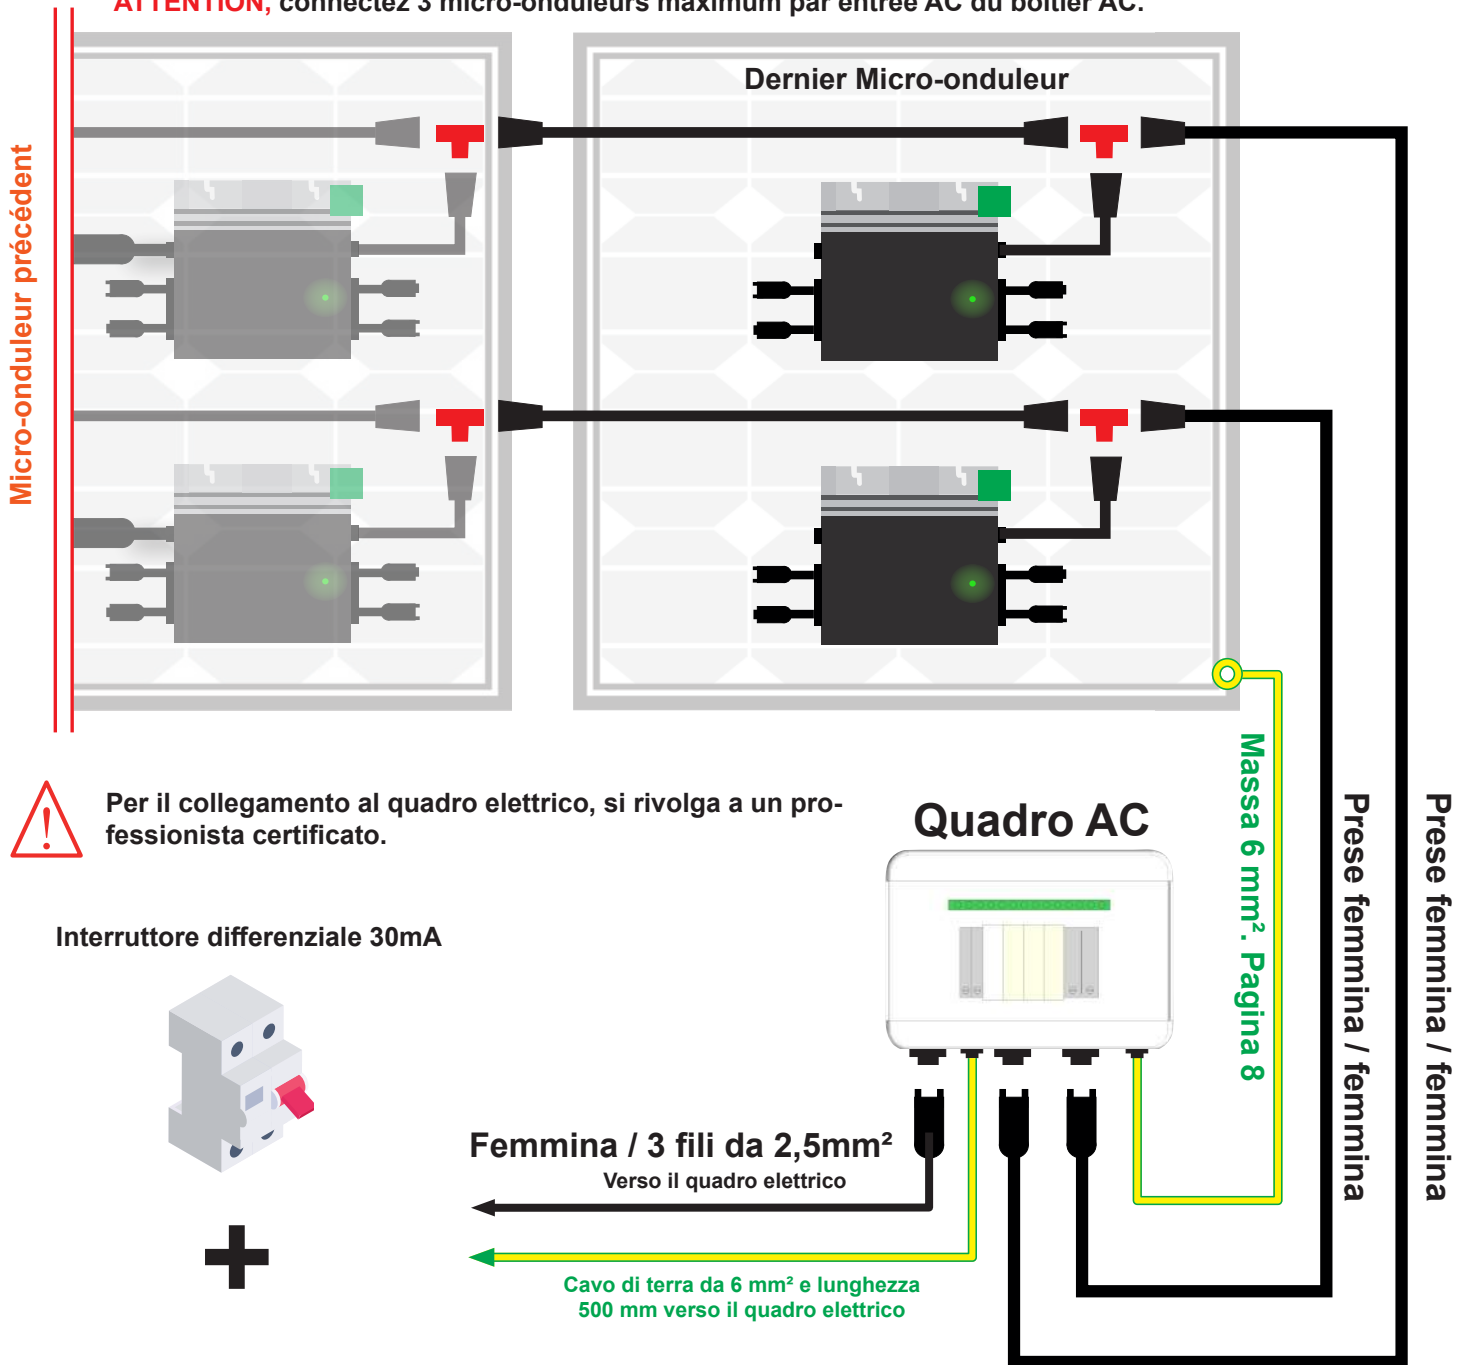 ATTENTION, connectez 3 micro-onduleurs maximum par entrée AC du boîtier AC.
Dernier Micro-onduleur
Micro-onduleur précédent
Per il collegamento al quadro elettrico, si rivolga a un pro-
fessionista certificato.
Quadro AC
Massa 6 mm². Pagina 8
Prese femmina / femmina
Prese femmina / femmina
Interruttore differenziale 30mA
Femmina / 3 fili da 2,5mm²
Verso il quadro elettrico
Cavo di terra da 6 mm² e lunghezza
500 mm verso il quadro elettrico